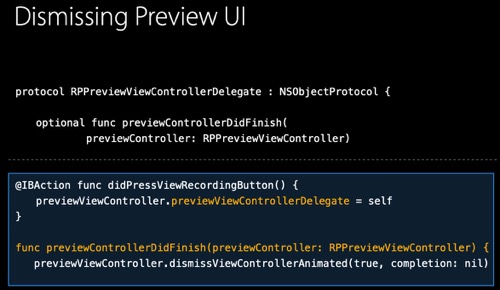 Dismissing Preview UI
protocol RPPreviewViewControllerDelegate : NSObjectProtocol {
optional func previewControllerDidFinish(
previewController: RPPreviewViewController)
@IBAction func didPressViewRecordingButton() {
previewViewController.previewViewControllerDelegate = self
}
func previewControllerDidFinish(previewController: RPPreviewViewController) {
previewViewController.dismissViewControllerAnimated(true, completion: nil)